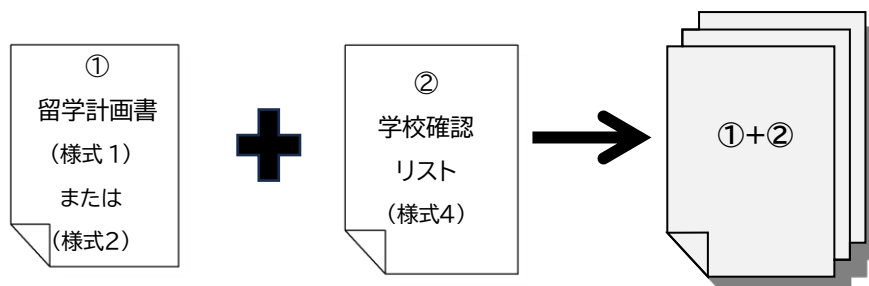 ①
留学計画書
（様式１）
または
（様式2）
②
学校確認
リスト
（様式4）
①+②